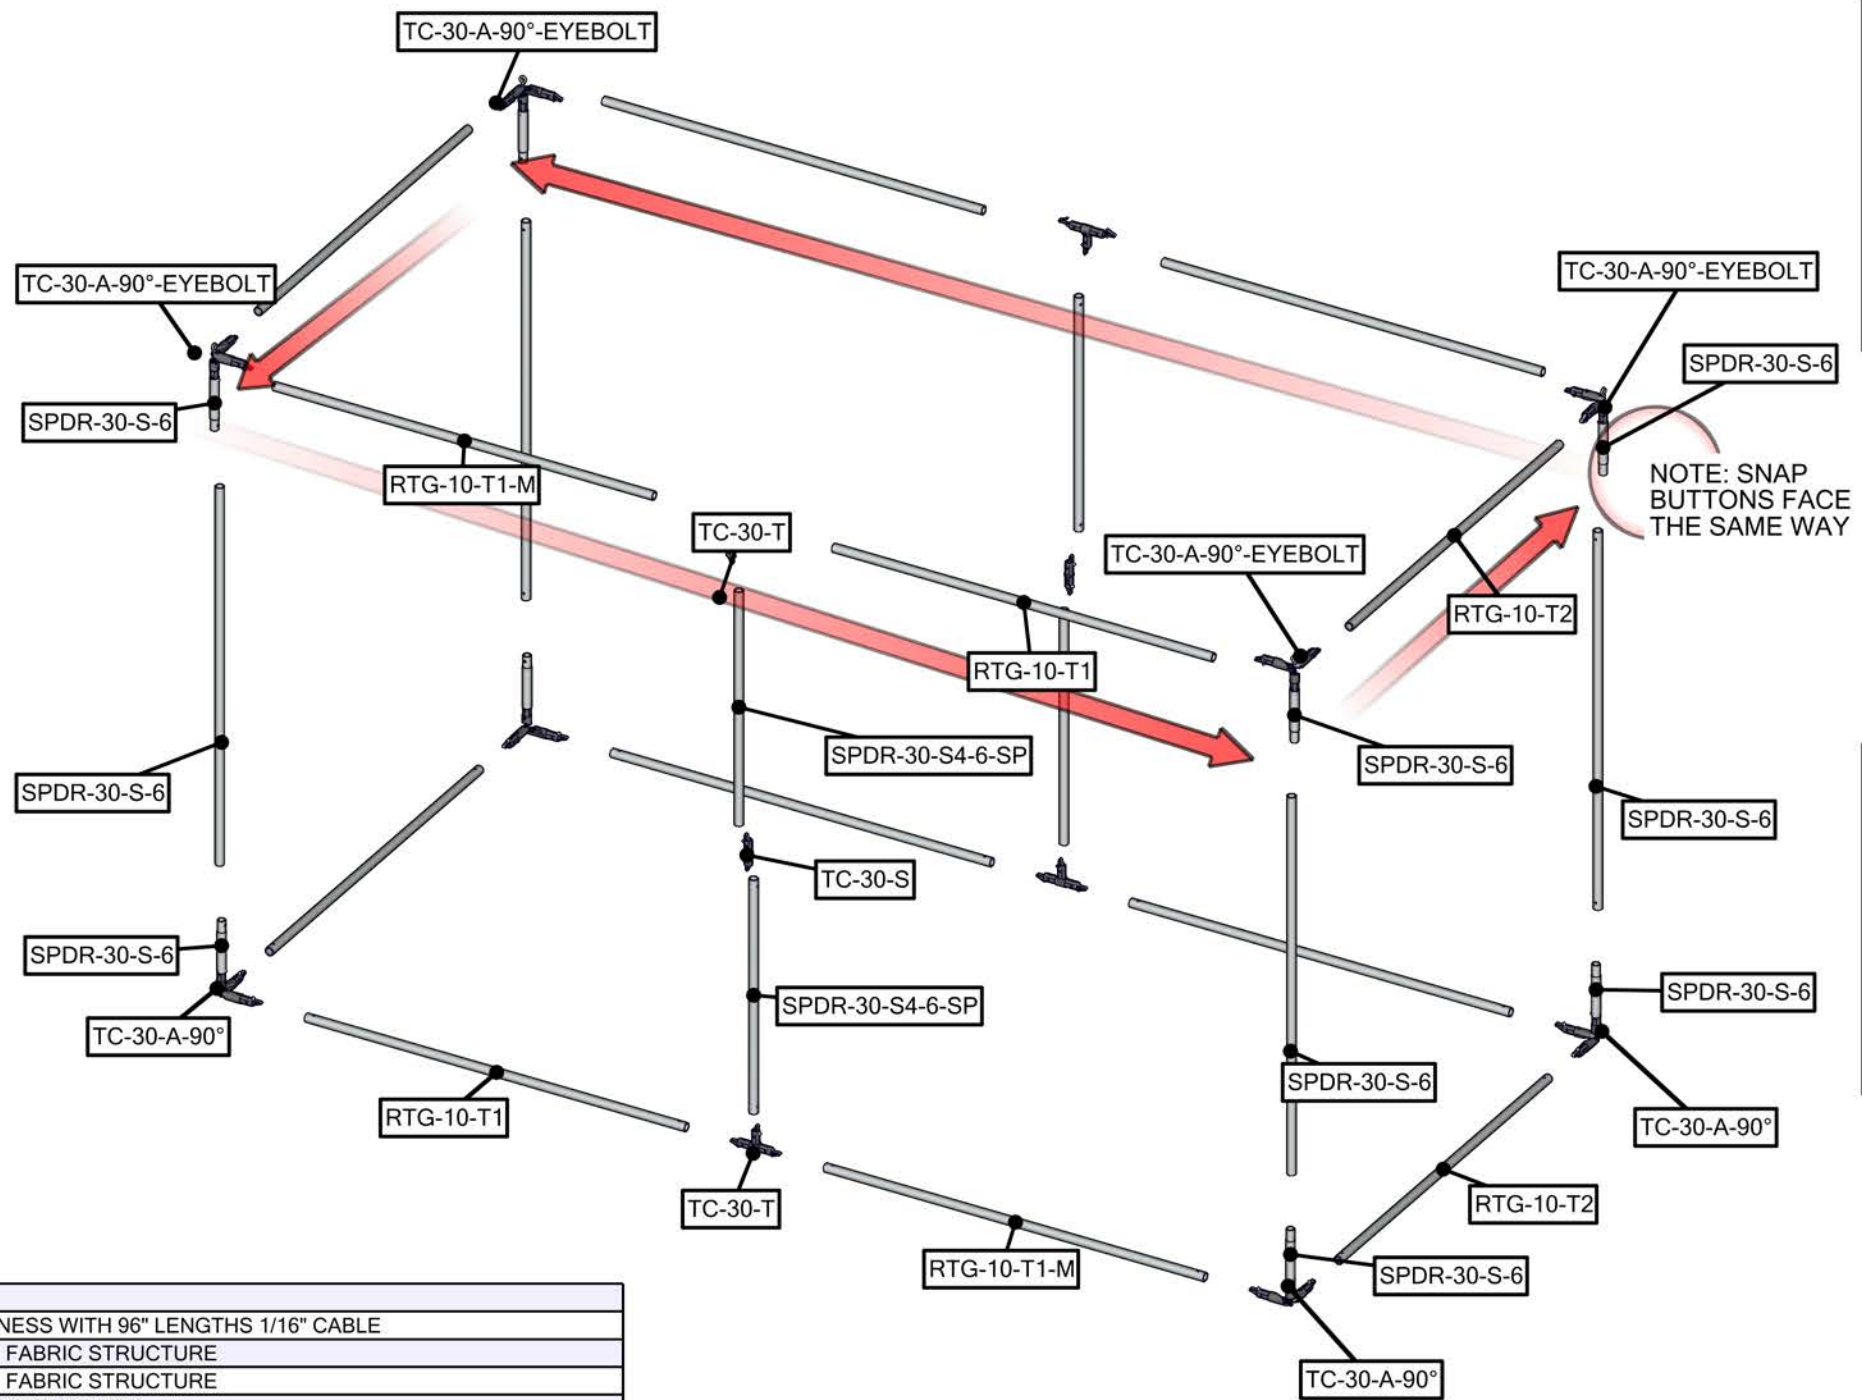 TC-30-A-90°-EYEBOLT
TC-30-A-90°-EYEBOLT
TC-30-A-90°-EYEBOLT
SPDR-30-S-6
SPDR-30-S-6
RTG-10-T1-M
NOTE: SNAP
BUTTONS FACE
THE SAME WAY
TC-30-T
TC-30-A-90°-EYEBOLT
RTG-10-T2
RTG-10-T1
SPDR-30-S4-6-SP
SPDR-30-S-6
SPDR-30-S-6
SPDR-30-S-6
TC-30-S
SPDR-30-S-6
SPDR-30-S4-6-SP
SPDR-30-S-6
TC-30-A-90°
SPDR-30-S-6
RTG-10-T1
TC-30-A-90°
TC-30-T
RTG-10-T2
RTG-10-T1-M
SPDR-30-S-6
TC-30-A-90°
NESS WITH 96" LENGTHS 1/16" CABLE
FABRIC STRUCTURE
FABRIC STRUCTURE